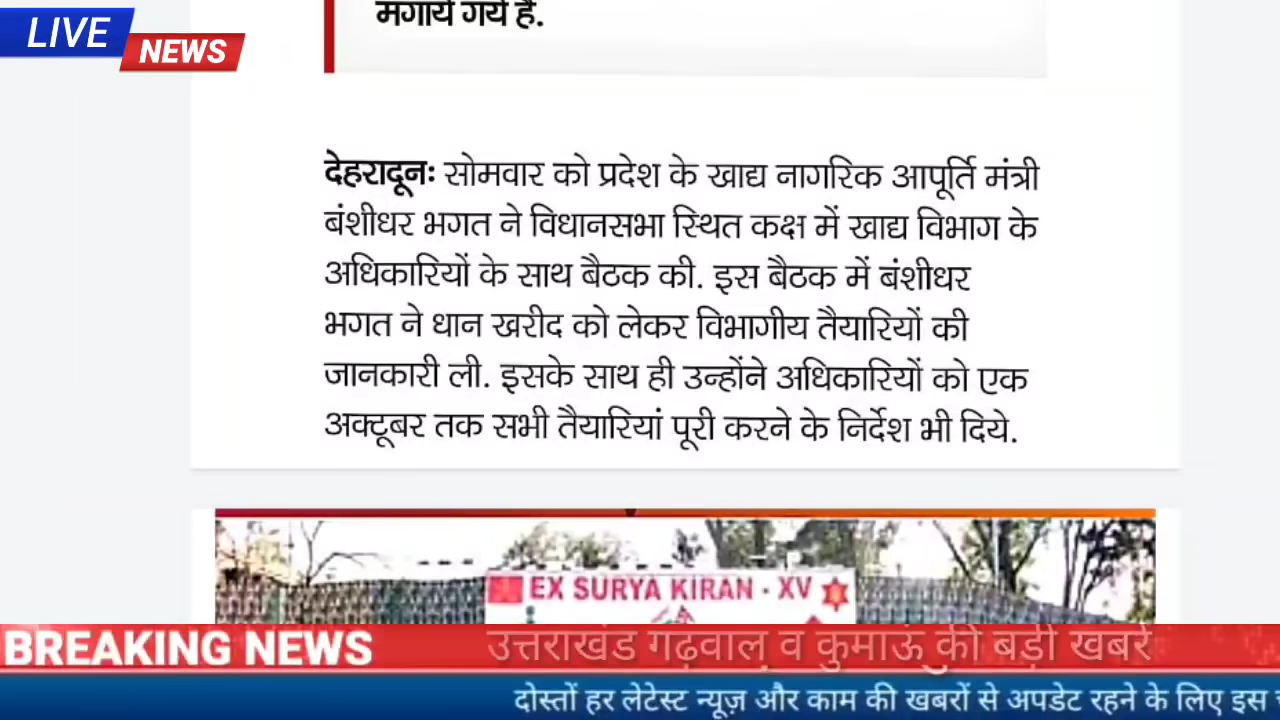 LIVE
NEWS
मंगाये गये हैं.
देहरादूनः सोमवार को प्रदेश के खाद्य नागरिक आपूर्ति मंत्री
बंशीधर भगत ने विधानसभा स्थित कक्ष में खाद्य विभाग के
अधिकारियों के साथ बैठक की. इस बैठक में बंशीधर
भगत ने धान खरीद को लेकर विभागीय तैयारियों की
जानकारी ली. इसके साथ ही उन्होंने अधिकारियों को एक
अक्टूबर तक सभी तैयारियां पूरी करने के निर्देश भी दिये.
EX SURYA KIRAN - XV
BREAKING NEWS
उत्तराखंड गढ़वाल व कुमाऊं की बड़ी खबरें
दोस्तों हर लेटेस्ट न्यूज़ और काम की खबरों से अपडेट रहने के लिए इस